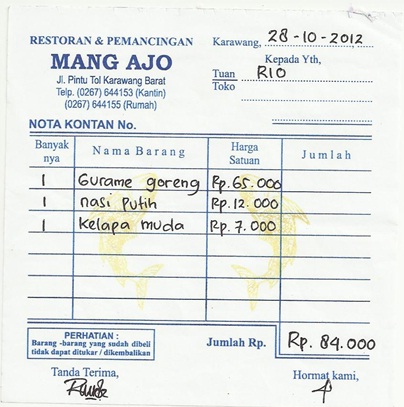 RESTORAN & PEMANCINGAN
MANG AJO
Jl. Pintu Tol Karawang Barat
Telp. (0267) 644153 (Kantin)
(0267) 644155 (Rumah)
Karawang, 28-10-2012
Kepada Yth,
Tuan RIO
Toko
NOTA KONTAN No.
Banyak nya Nama Barang Harga Satuan Jumlah
1 Gurame goreng Rp. 65.000
1 nasi putih Rp. 12.000
1 kelapa muda Rp. 7.000
PERHATIAN :
Barang -barang yang sudah dibeli
tidak dapat ditukar / dikembalikan
Jumlah Rp. Rp. 84.000
Tanda Terima, Hormat kami,